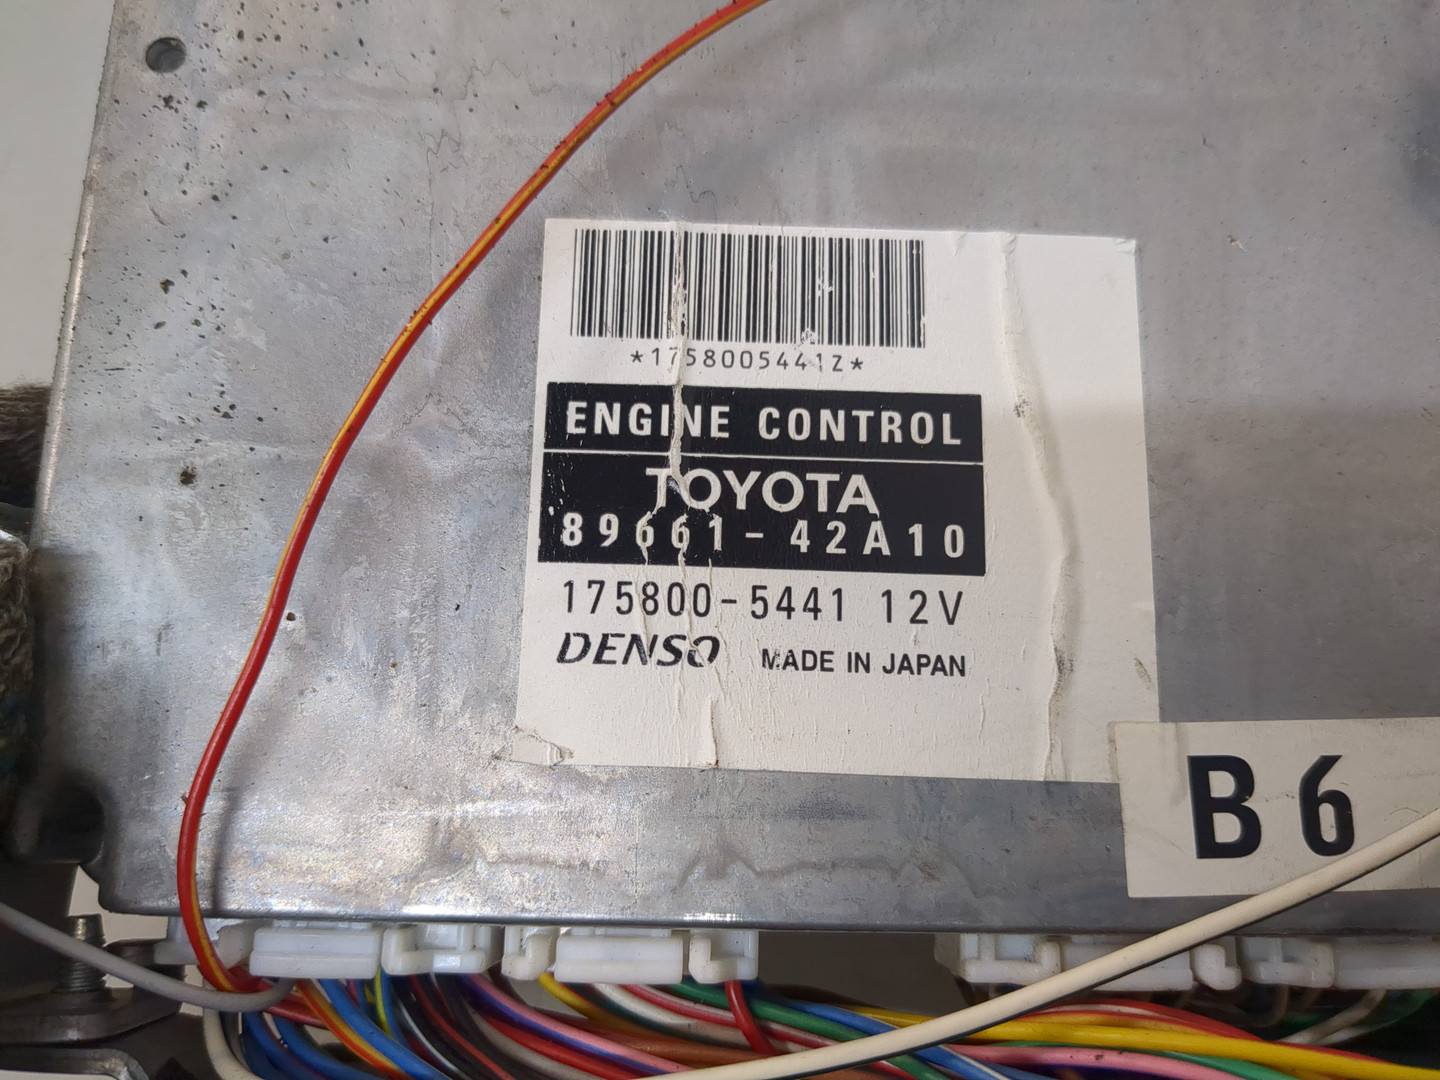 *1758005441Z*
ENGINE CONTROL
TOYOTA
89661-42A10
175800-5441 12V
DENSO MADE IN JAPAN
B6